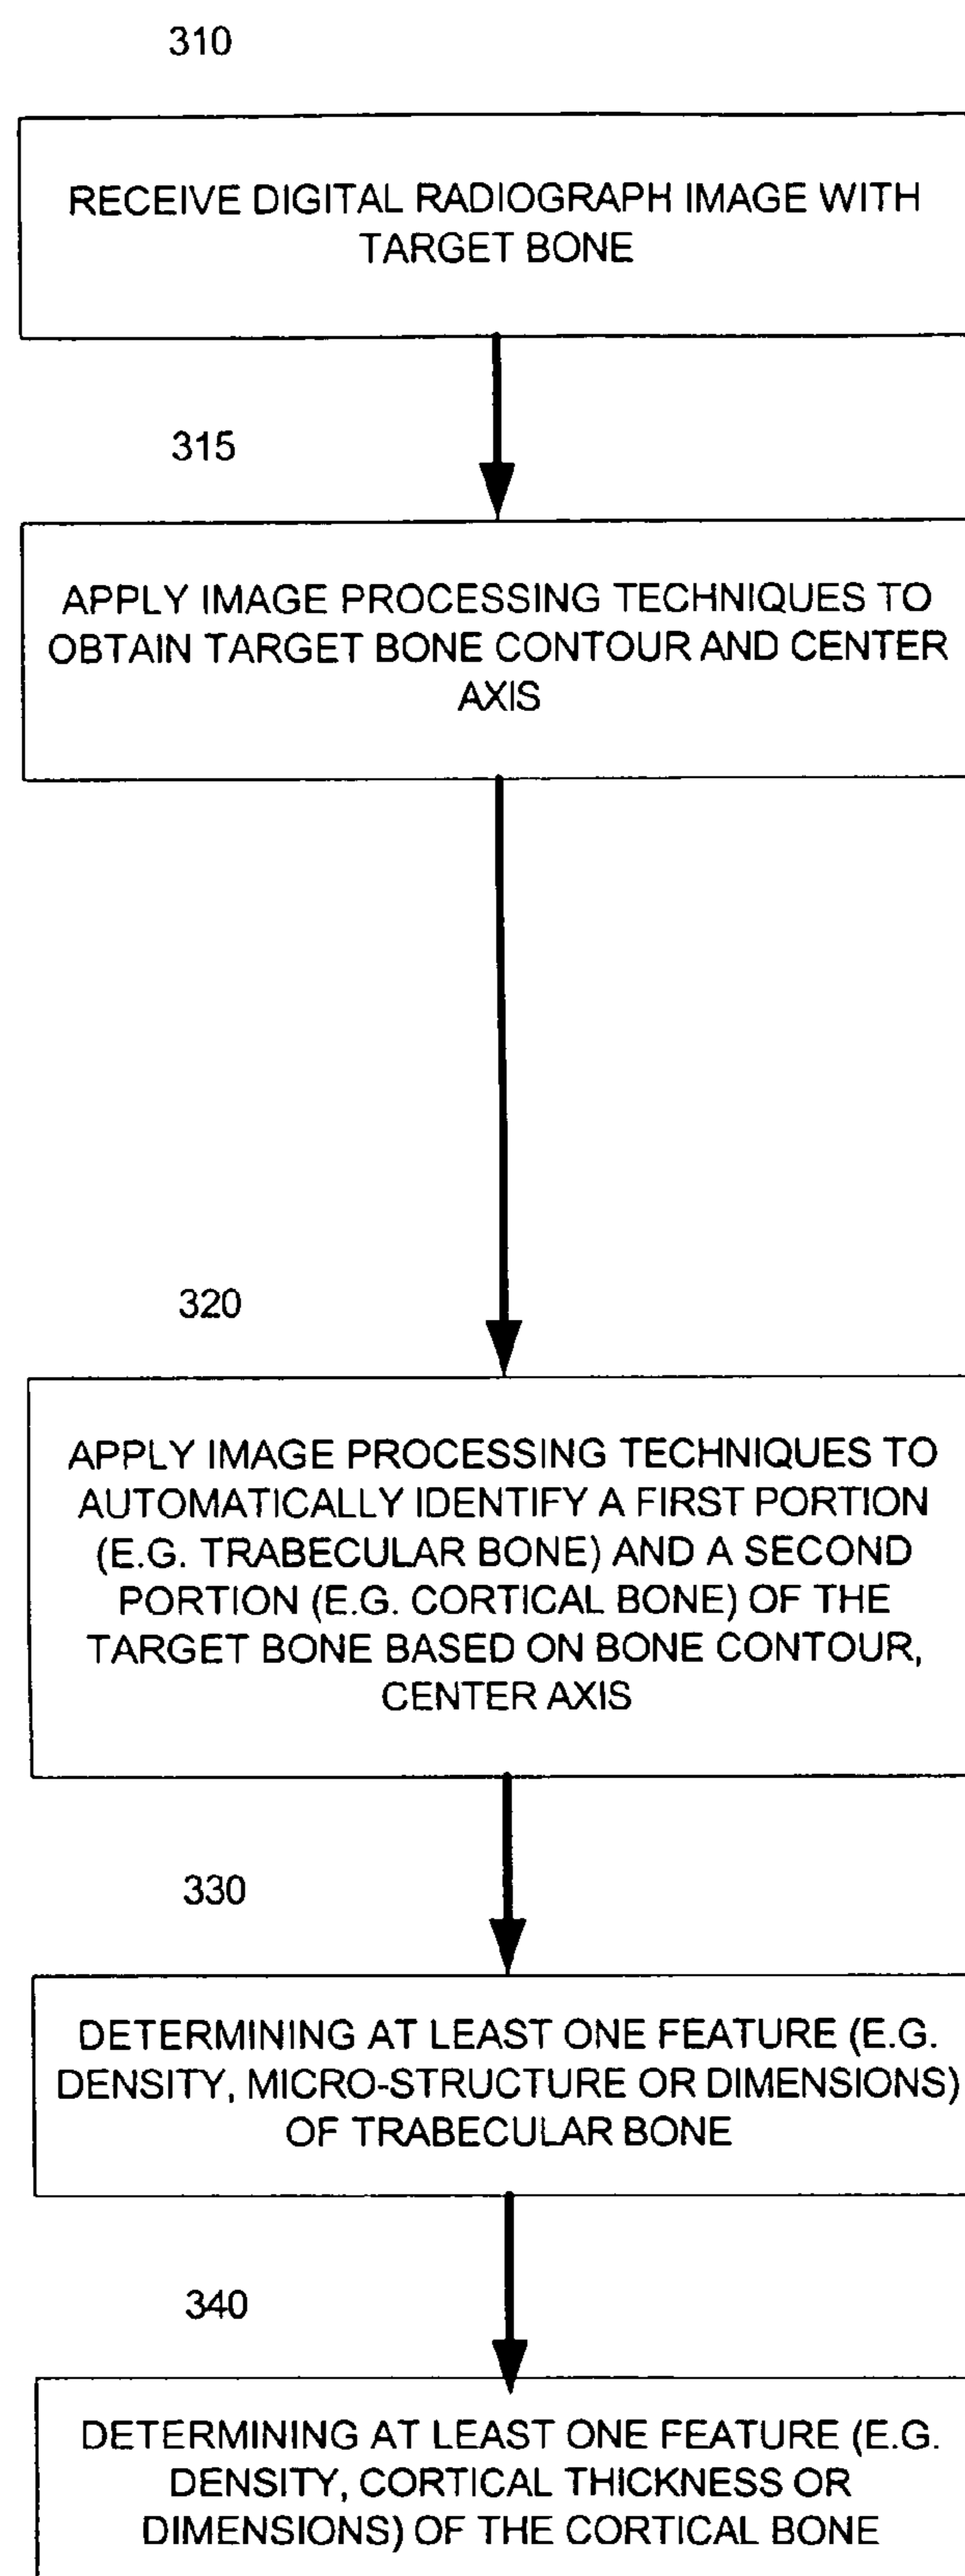 310
RECEIVE DIGITAL RADIOGRAPH IMAGE WITH
TARGET BONE
315
APPLY IMAGE PROCESSING TECHNIQUES TO
OBTAIN TARGET BONE CONTOUR AND CENTER
AXIS
320
APPLY IMAGE PROCESSING TECHNIQUES TO
AUTOMATICALLY IDENTIFY A FIRST PORTION
(E.G. TRABECULAR BONE) AND A SECOND
PORTION (E.G. CORTICAL BONE) OF THE
TARGET BONE BASED ON BONE CONTOUR,
CENTER AXIS
330
DETERMINING AT LEAST ONE FEATURE (E.G.
DENSITY, MICRO-STRUCTURE OR DIMENSIONS)
OF TRABECULAR BONE
340
DETERMINING AT LEAST ONE FEATURE (E.G.
DENSITY, CORTICAL THICKNESS OR
DIMENSIONS) OF THE CORTICAL BONE